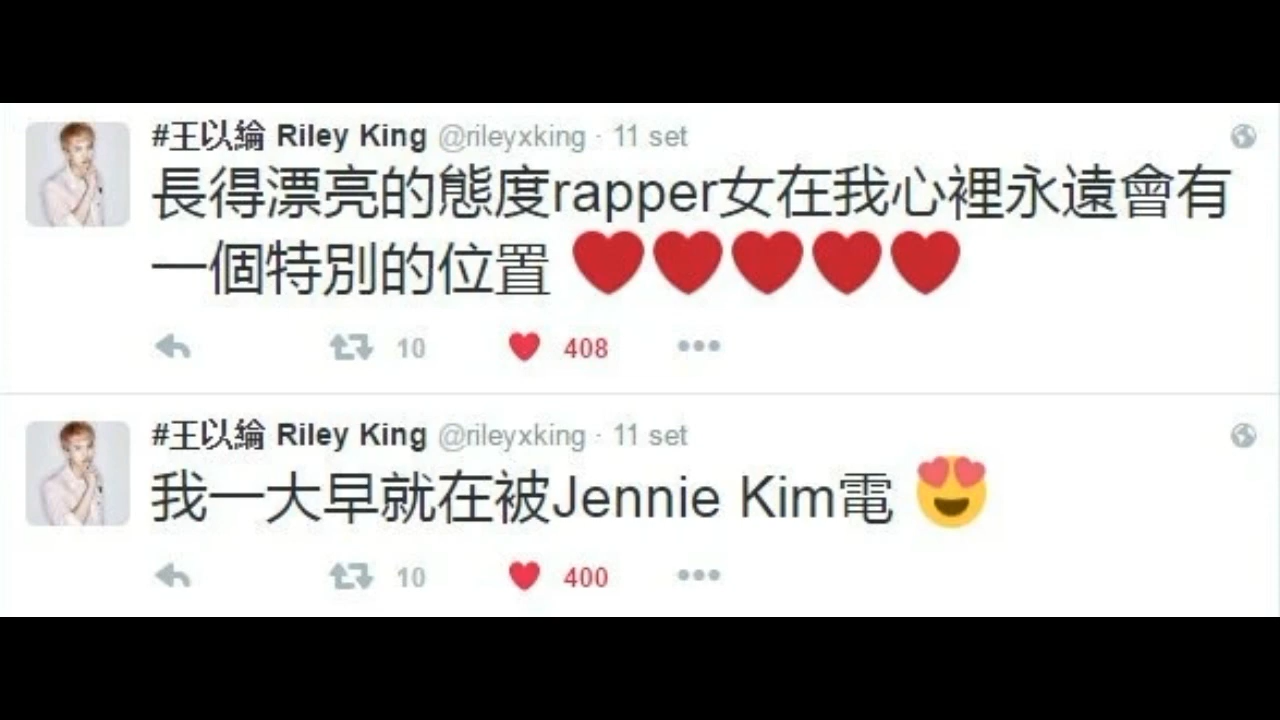 #王以綸 Riley King @rileyxking · 11 set
長得漂亮的態度rapper女在我心裡永遠會有
一個特別的位置 ❤❤❤❤❤
10 408
#王以綸 Riley King @rileyxking · 11 set
我一大早就在被Jennie Kim電 😍
10 400